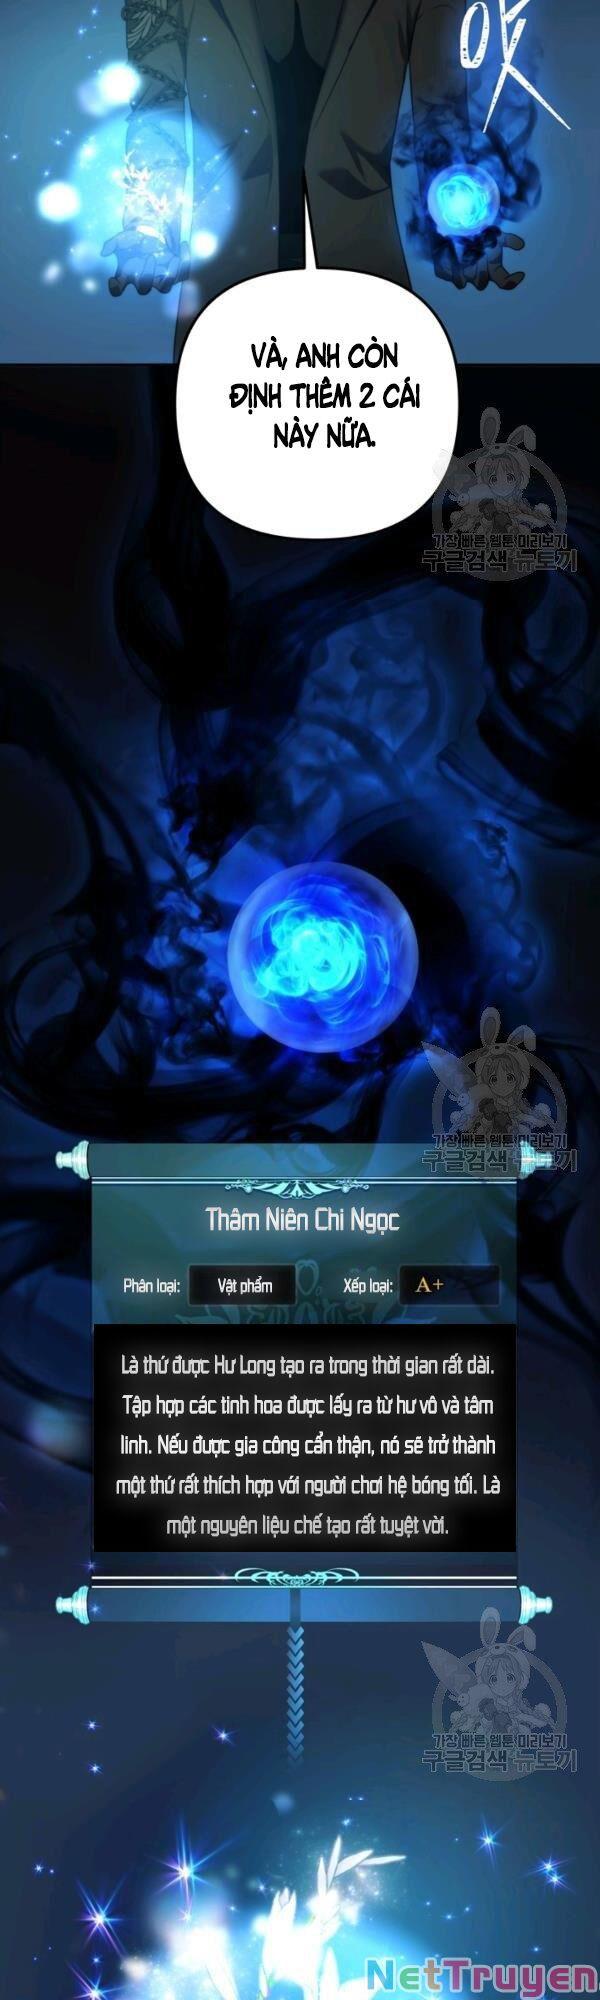 VÀ, ANH CÒN
ĐỊNH THÊM 2 CÁI
NÀY NỮA.
가장 빠른 웹툰 미리보기
구글검색 뉴토끼
가장 빠른 웹툰 미리보기
구글검색 뉴토끼
Thâm Niên Chi Ngọc
Phân loại: Vật phẩm Xếp loại: A+
Là thứ được Hư Long tạo ra trong thời gian rất dài.
Tập hợp các tinh hoa được lấy ra từ hư vô và tâm
linh. Nếu được gia công cẩn thận, nó sẽ trở thành
một thứ rất thích hợp với người chơi hệ bóng tối. Là
một nguyên liệu chế tạo rất tuyệt vời.
가장 빠른 웹툰 미리보기
구글검색 뉴토끼
NetTruyen